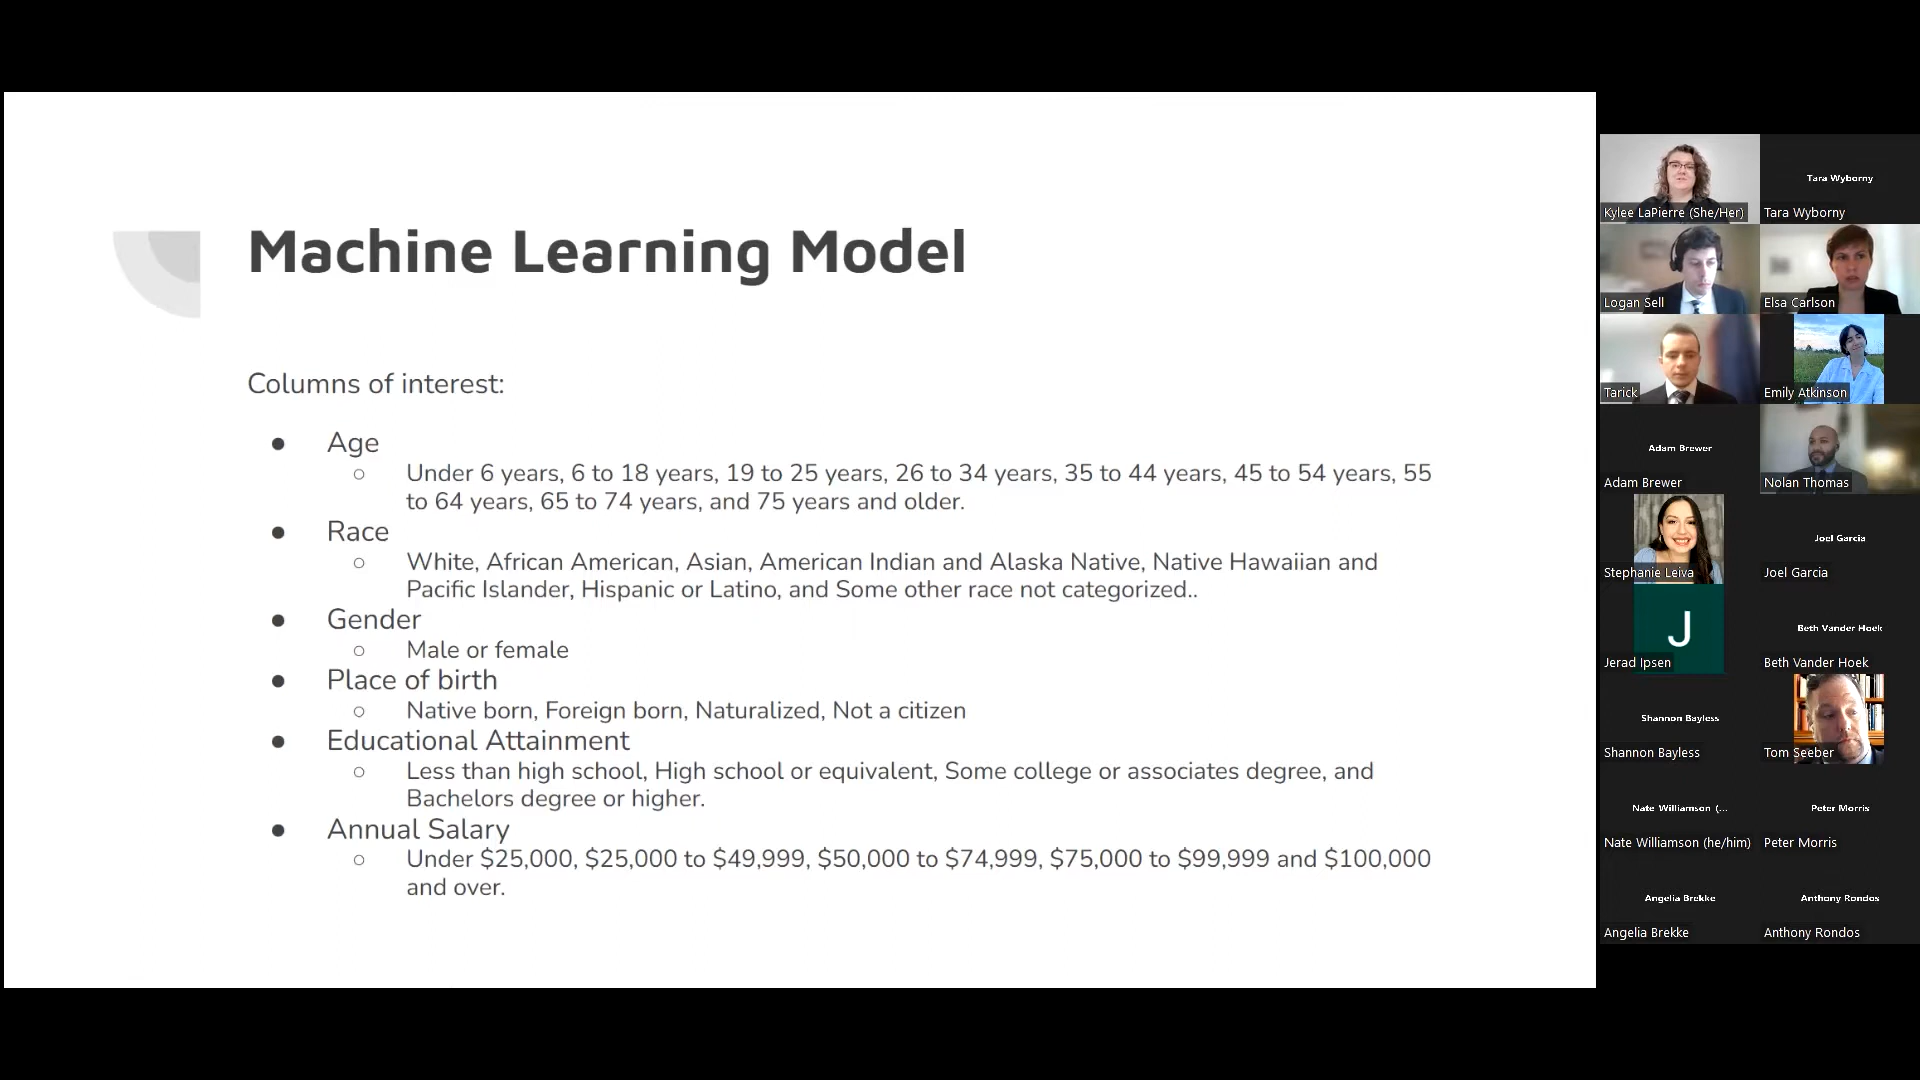 Machine Learning Model
Columns of interest:
● Age
○ Under 6 years, 6 to 18 years, 19 to 25 years, 26 to 34 years, 35 to 44 years, 45 to 54 years, 55
to 64 years, 65 to 74 years, and 75 years and older.
● Race
○ White, African American, Asian, American Indian and Alaska Native, Native Hawaiian and
Pacific Islander, Hispanic or Latino, and Some other race not categorized..
● Gender
○ Male or female
● Place of birth
○ Native born, Foreign born, Naturalized, Not a citizen
● Educational Attainment
○ Less than high school, High school or equivalent, Some college or associates degree, and
Bachelors degree or higher.
● Annual Salary
○ Under $25,000, $25,000 to $49,999, $50,000 to $74,999, $75,000 to $99,999 and $100,000
and over.
Kylee LaPierre (She/Her)
Tara Wyborny
Tara Wyborny
Logan Sell
Elsa Carlson
Tarick
Emily Atkinson
Adam Brewer
Adam Brewer
Nolan Thomas
Stephanie Leiva
Joel Garcia
Joel Garcia
J
Jerad Ipsen
Beth Vander Hoek
Beth Vander Hoek
Shannon Bayless
Shannon Bayless
Tom Seeber
Nate Williamson (...
Nate Williamson (he/him)
Peter Morris
Peter Morris
Angelia Brekke
Angelia Brekke
Anthony Rondos
Anthony Rondos